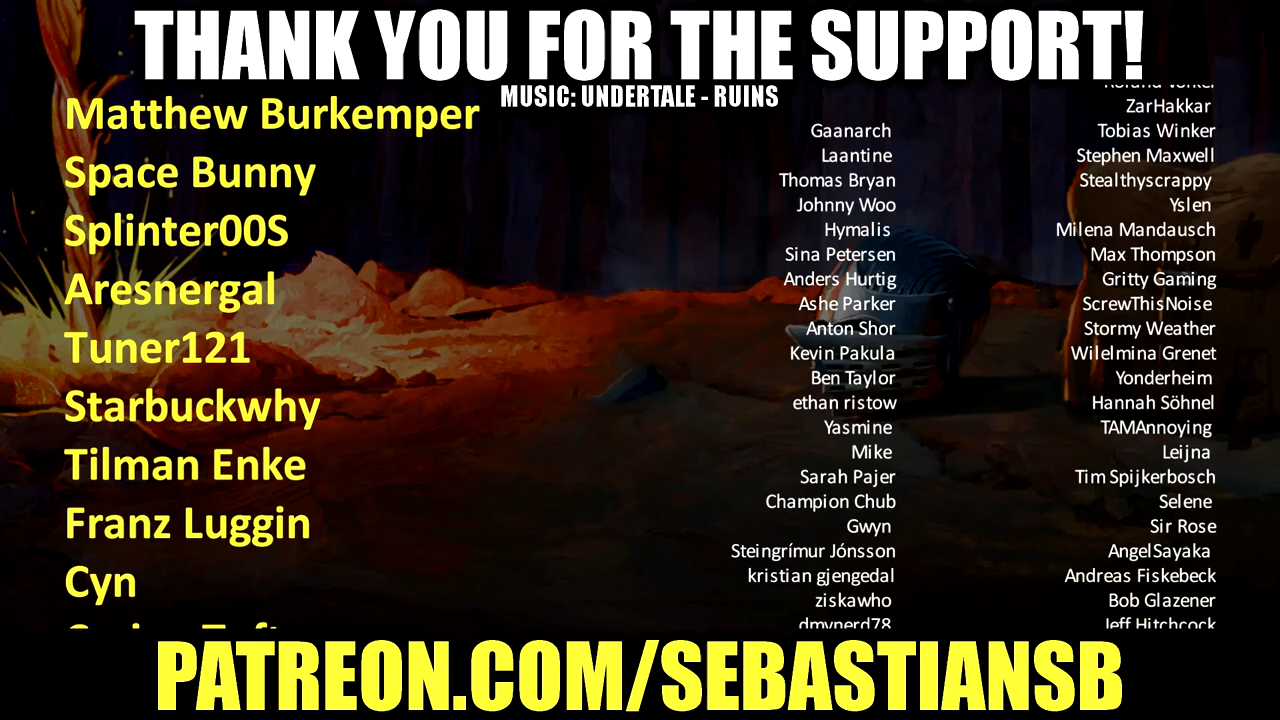 THANK YOU FOR THE SUPPORT!
MUSIC: UNDERTALE - RUINS
Matthew Burkemper
Space Bunny
Splinter00S
Aresnergal
Tuner121
Starbuckwhy
Tilman Enke
Franz Luggin
Cyn
Gaanarch
Laantine
Thomas Bryan
Johnny Woo
Hymalis
Sina Petersen
Anders Hurtig
Ashe Parker
Anton Shor
Kevin Pakula
Ben Taylor
ethan ristow
Yasmine
Mike
Sarah Pajer
Champion Chub
Gwyn
Steingrímur Jónsson
kristian gjengedal
ziskawho
dmynerd78
ZarHakkar
Tobias Winker
Stephen Maxwell
Stealthyscrappy
Yslen
Milena Mandausch
Max Thompson
Gritty Gaming
ScrewThisNoise
Stormy Weather
Wilelmina Grenet
Yonderheim
Hannah Söhnel
TAMAnnoying
Leijna
Tim Spijkerbosch
Selene
Sir Rose
AngelSayaka
Andreas Fiskebeck
Bob Glazener
Jeff Hitchcock
PATREON.COM/SEBASTIANSB